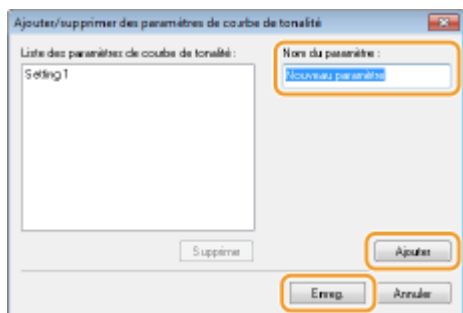 Ajouter/supprimer des paramètres de courbe de tonalité
Liste des paramètres de courbe de tonalité :
Setting 1
Nom du paramètre :
Nouveau paramètre
Supprimer
Ajouter
Enreg.
Annuler